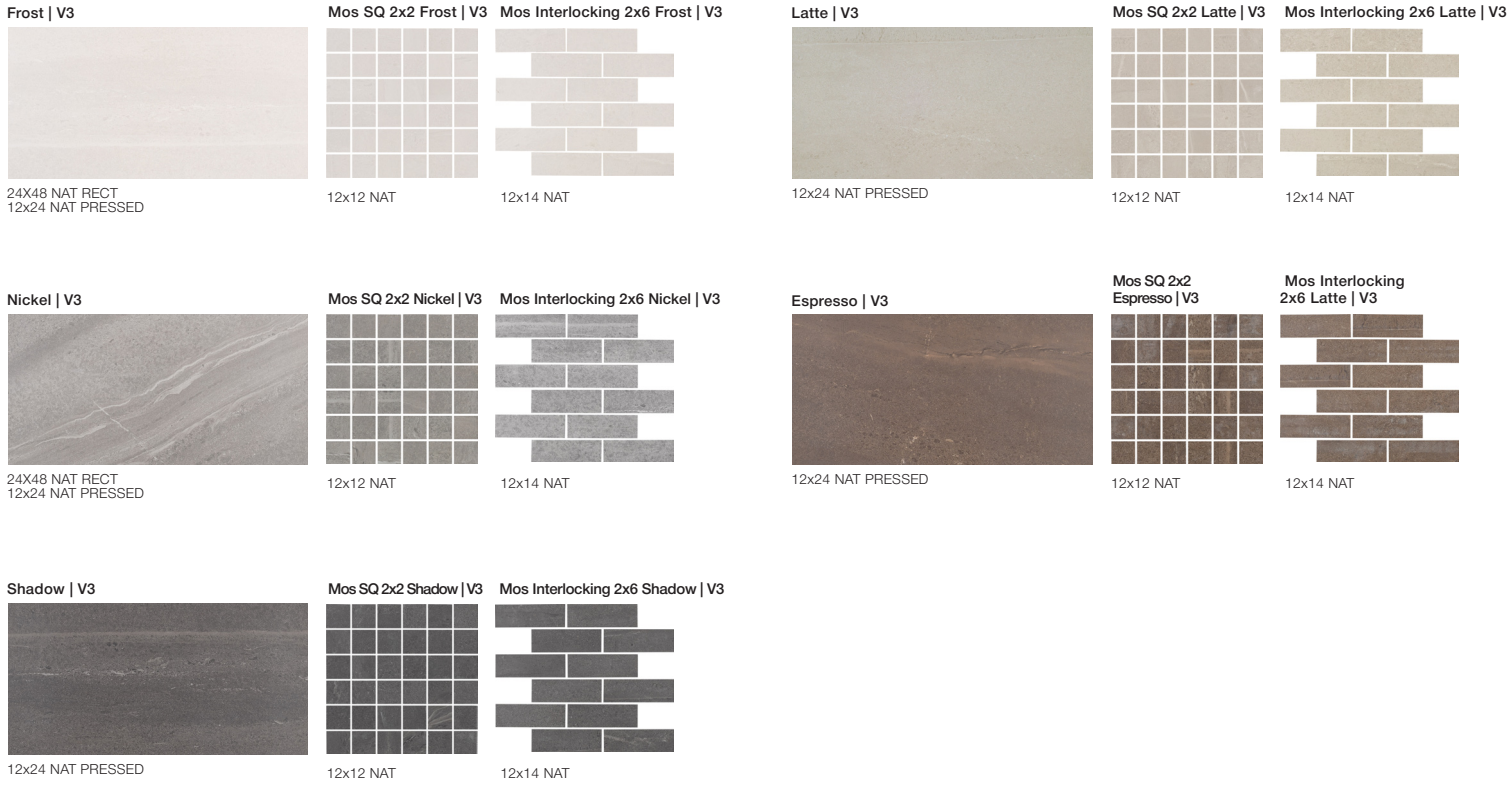 Frost | V3
Mos SQ 2x2 Frost | V3
Mos Interlocking 2x6 Frost | V3
24X48 NAT RECT
12x24 NAT PRESSED
12x12 NAT
12x14 NAT
Latte | V3
Mos SQ 2x2 Latte | V3
Mos Interlocking 2x6 Latte | V3
12x24 NAT PRESSED
12x12 NAT
12x14 NAT
Nickel | V3
Mos SQ 2x2 Nickel | V3
Mos Interlocking 2x6 Nickel | V3
24X48 NAT RECT
12x24 NAT PRESSED
12x12 NAT
12x14 NAT
Espresso | V3
Mos SQ 2x2
Espresso | V3
Mos Interlocking
2x6 Latte | V3
12x24 NAT PRESSED
12x12 NAT
12x14 NAT
Shadow | V3
Mos SQ 2x2 Shadow | V3
Mos Interlocking 2x6 Shadow | V3
12x24 NAT PRESSED
12x12 NAT
12x14 NAT